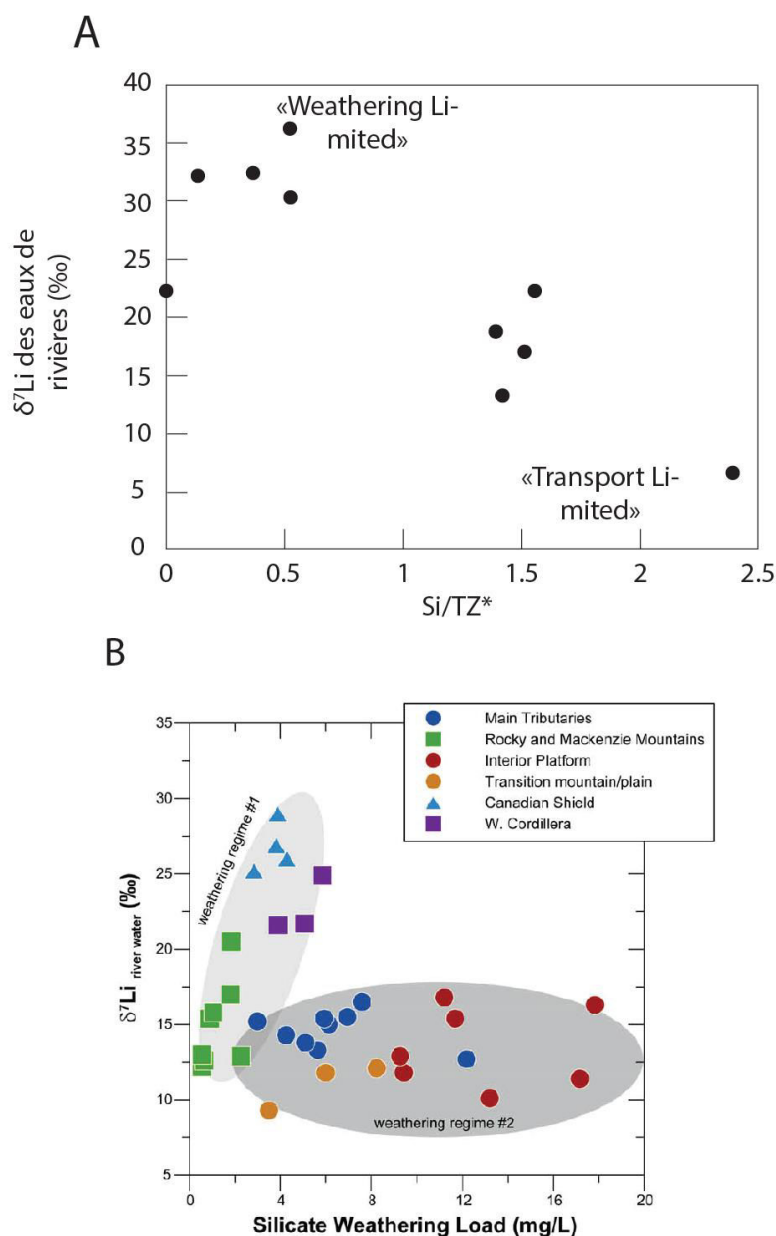 A
40
35
30
25
20
15
10
5
0
δ⁷Li des eaux de
rivières (‰)
«Weathering Li-
mited»
«Transport Li-
mited»
0
0.5
1
1.5
2
2.5
Si/TZ*
B
Main Tributaries
Rocky and Mackenzie Mountains
Interior Platform
Transition mountain/plain
Canadian Shield
W. Cordillera
35
30
25
20
15
10
5
δ⁷Li river water (‰)
weathering regime #1
weathering regime #2
0
4
8
12
16
20
Silicate Weathering Load (mg/L)